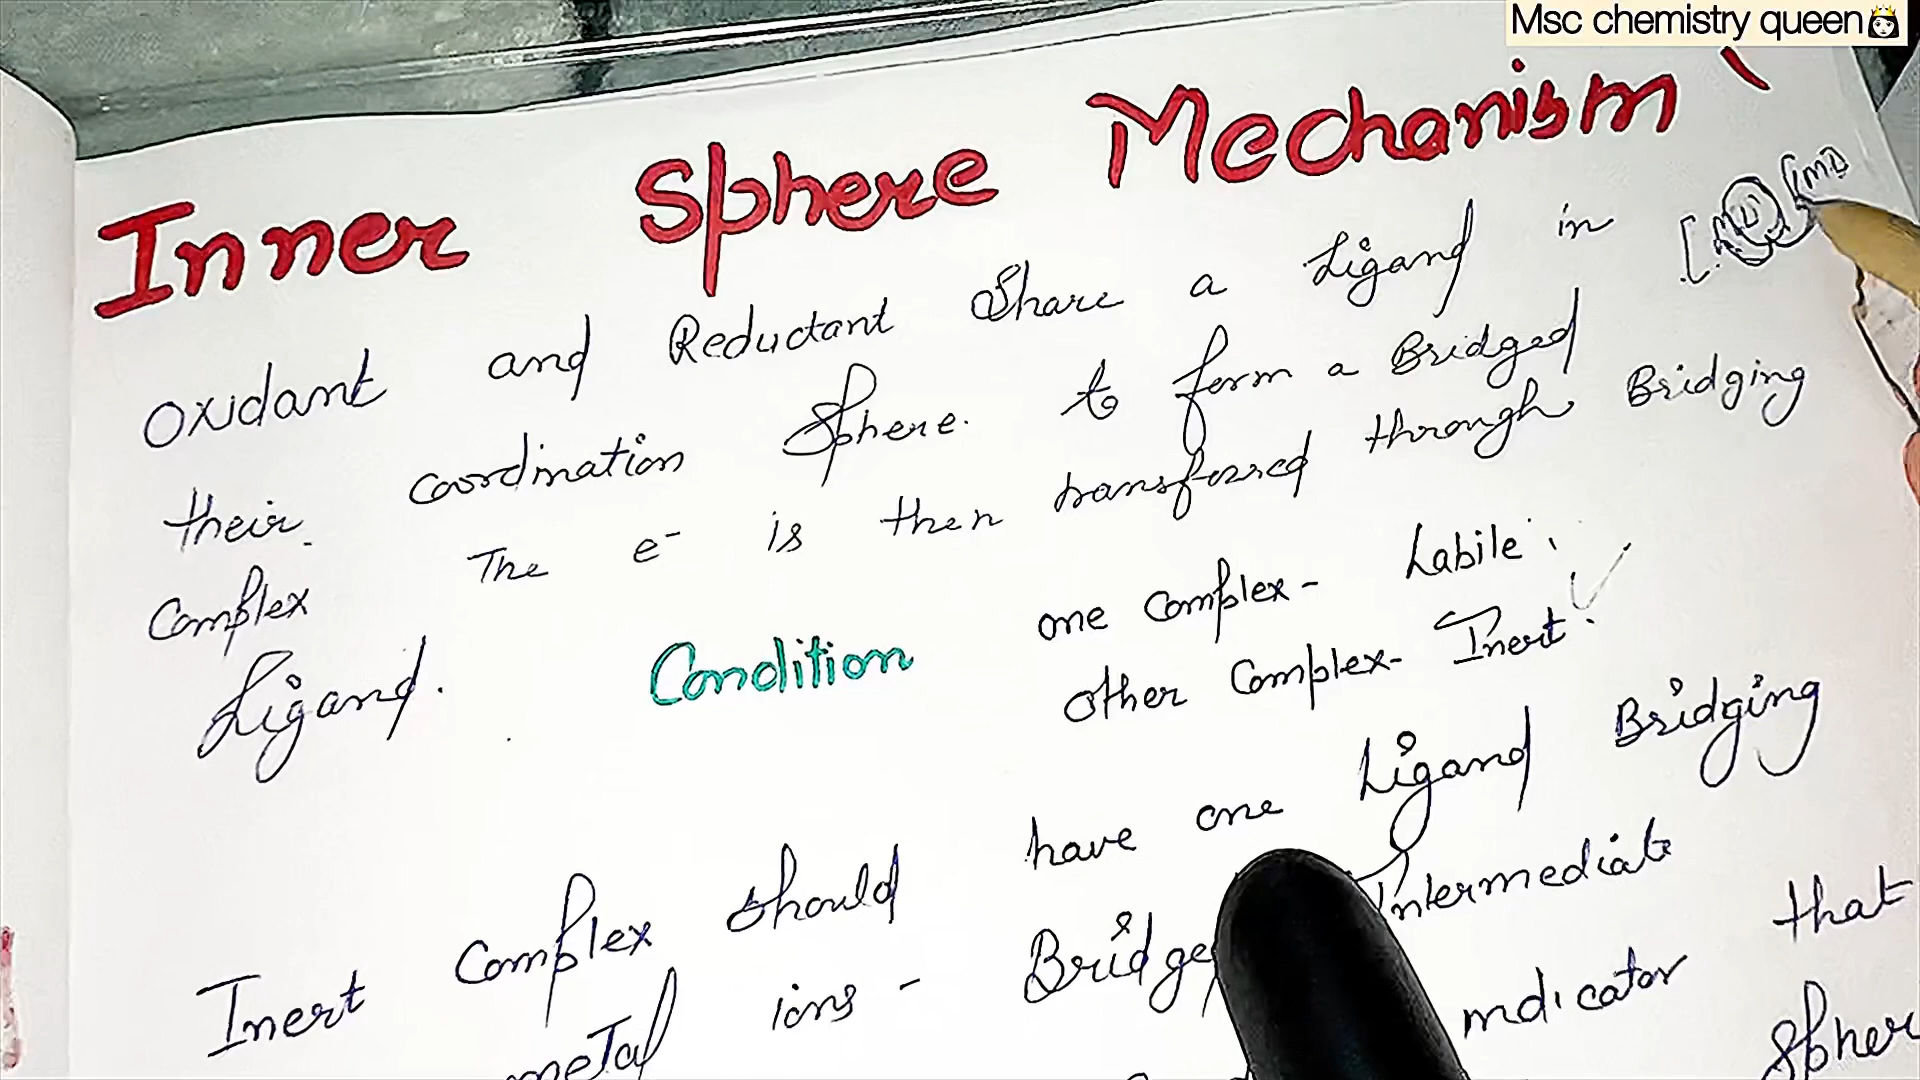 Msc chemistry queen
Inner Sphere Mechanism
Oxidant and Reductant Share a Ligand in
their coordination Sphere. to form a Bridged
Complex The e⁻ is then transferred through Bridging
Ligand.
Condition
one Complex - Labile
other Complex - Inert
Inert Complex should have one Ligand Bridging
metal ions - Intermediate
indicator that